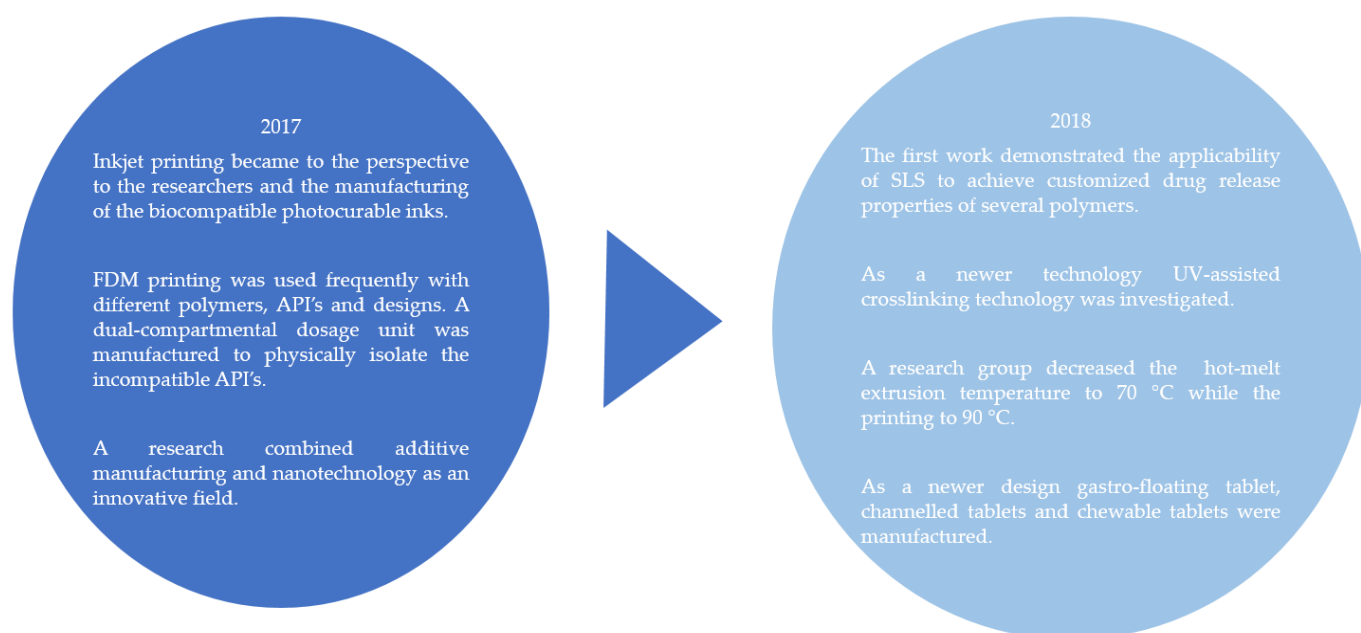 2017
Inkjet printing became to the perspective
to the researchers and the manufacturing
of the biocompatible photocurable inks.
FDM printing was used frequently with
different polymers, API's and designs. A
dual-compartmental dosage unit was
manufactured to physically isolate the
incompatible API's.
A research combined additive
manufacturing and nanotechnology as an
innovative field.
2018
The first work demonstrated the applicability
of SLS to achieve customized drug release
properties of several polymers.
As a newer technology UV-assisted
crosslinking technology was investigated.
A research group decreased the hot-melt
extrusion temperature to 70 °C while the
printing to 90 °C.
As a newer design gastro-floating tablet,
channelled tablets and chewable tablets were
manufactured.